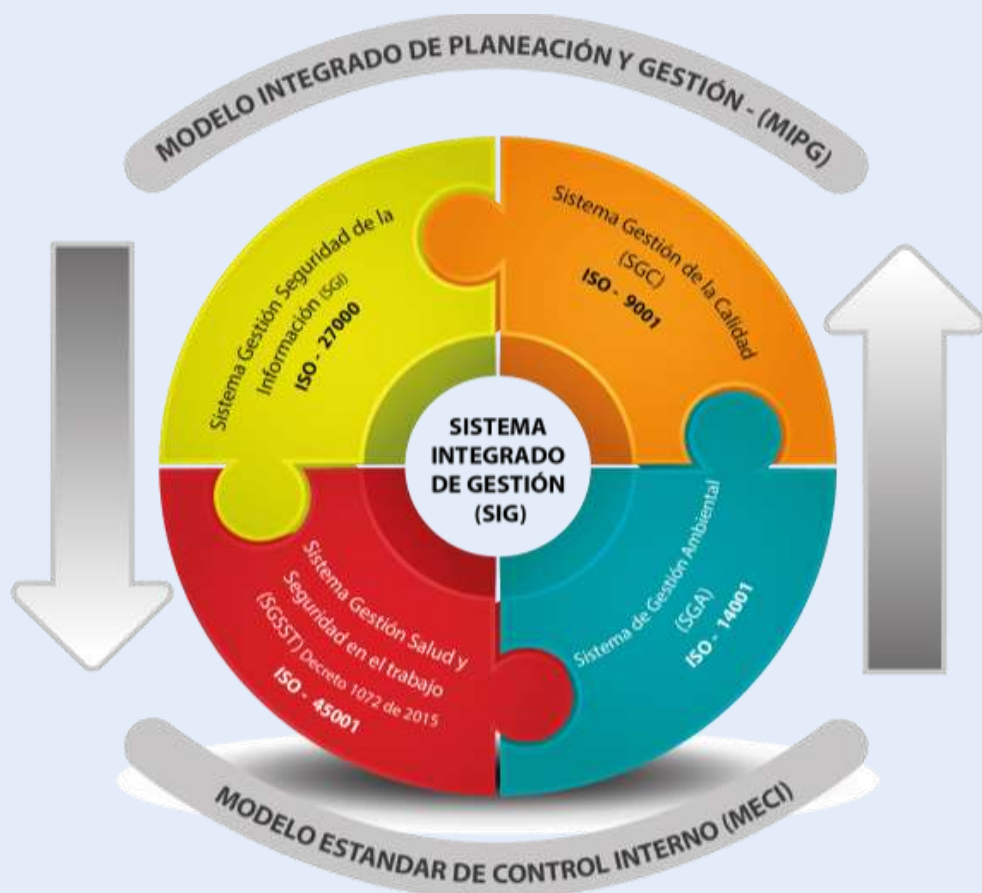 MODELO INTEGRADO DE PLANEACIÓN Y GESTIÓN - (MIPG)
Sistema Gestión Seguridad de la
Información (SGI)
ISO - 27000
Sistema Gestión de la Calidad
(SGC)
ISO - 9001
SISTEMA
INTEGRADO
DE GESTIÓN
(SIG)
Sistema Gestión Salud y
Seguridad en el trabajo
(SGSST) Decreto 1072 de 2015
ISO - 45001
Sistema de Gestión Ambiental
(SGA)
ISO - 14001
MODELO ESTANDAR DE CONTROL INTERNO (MECI)